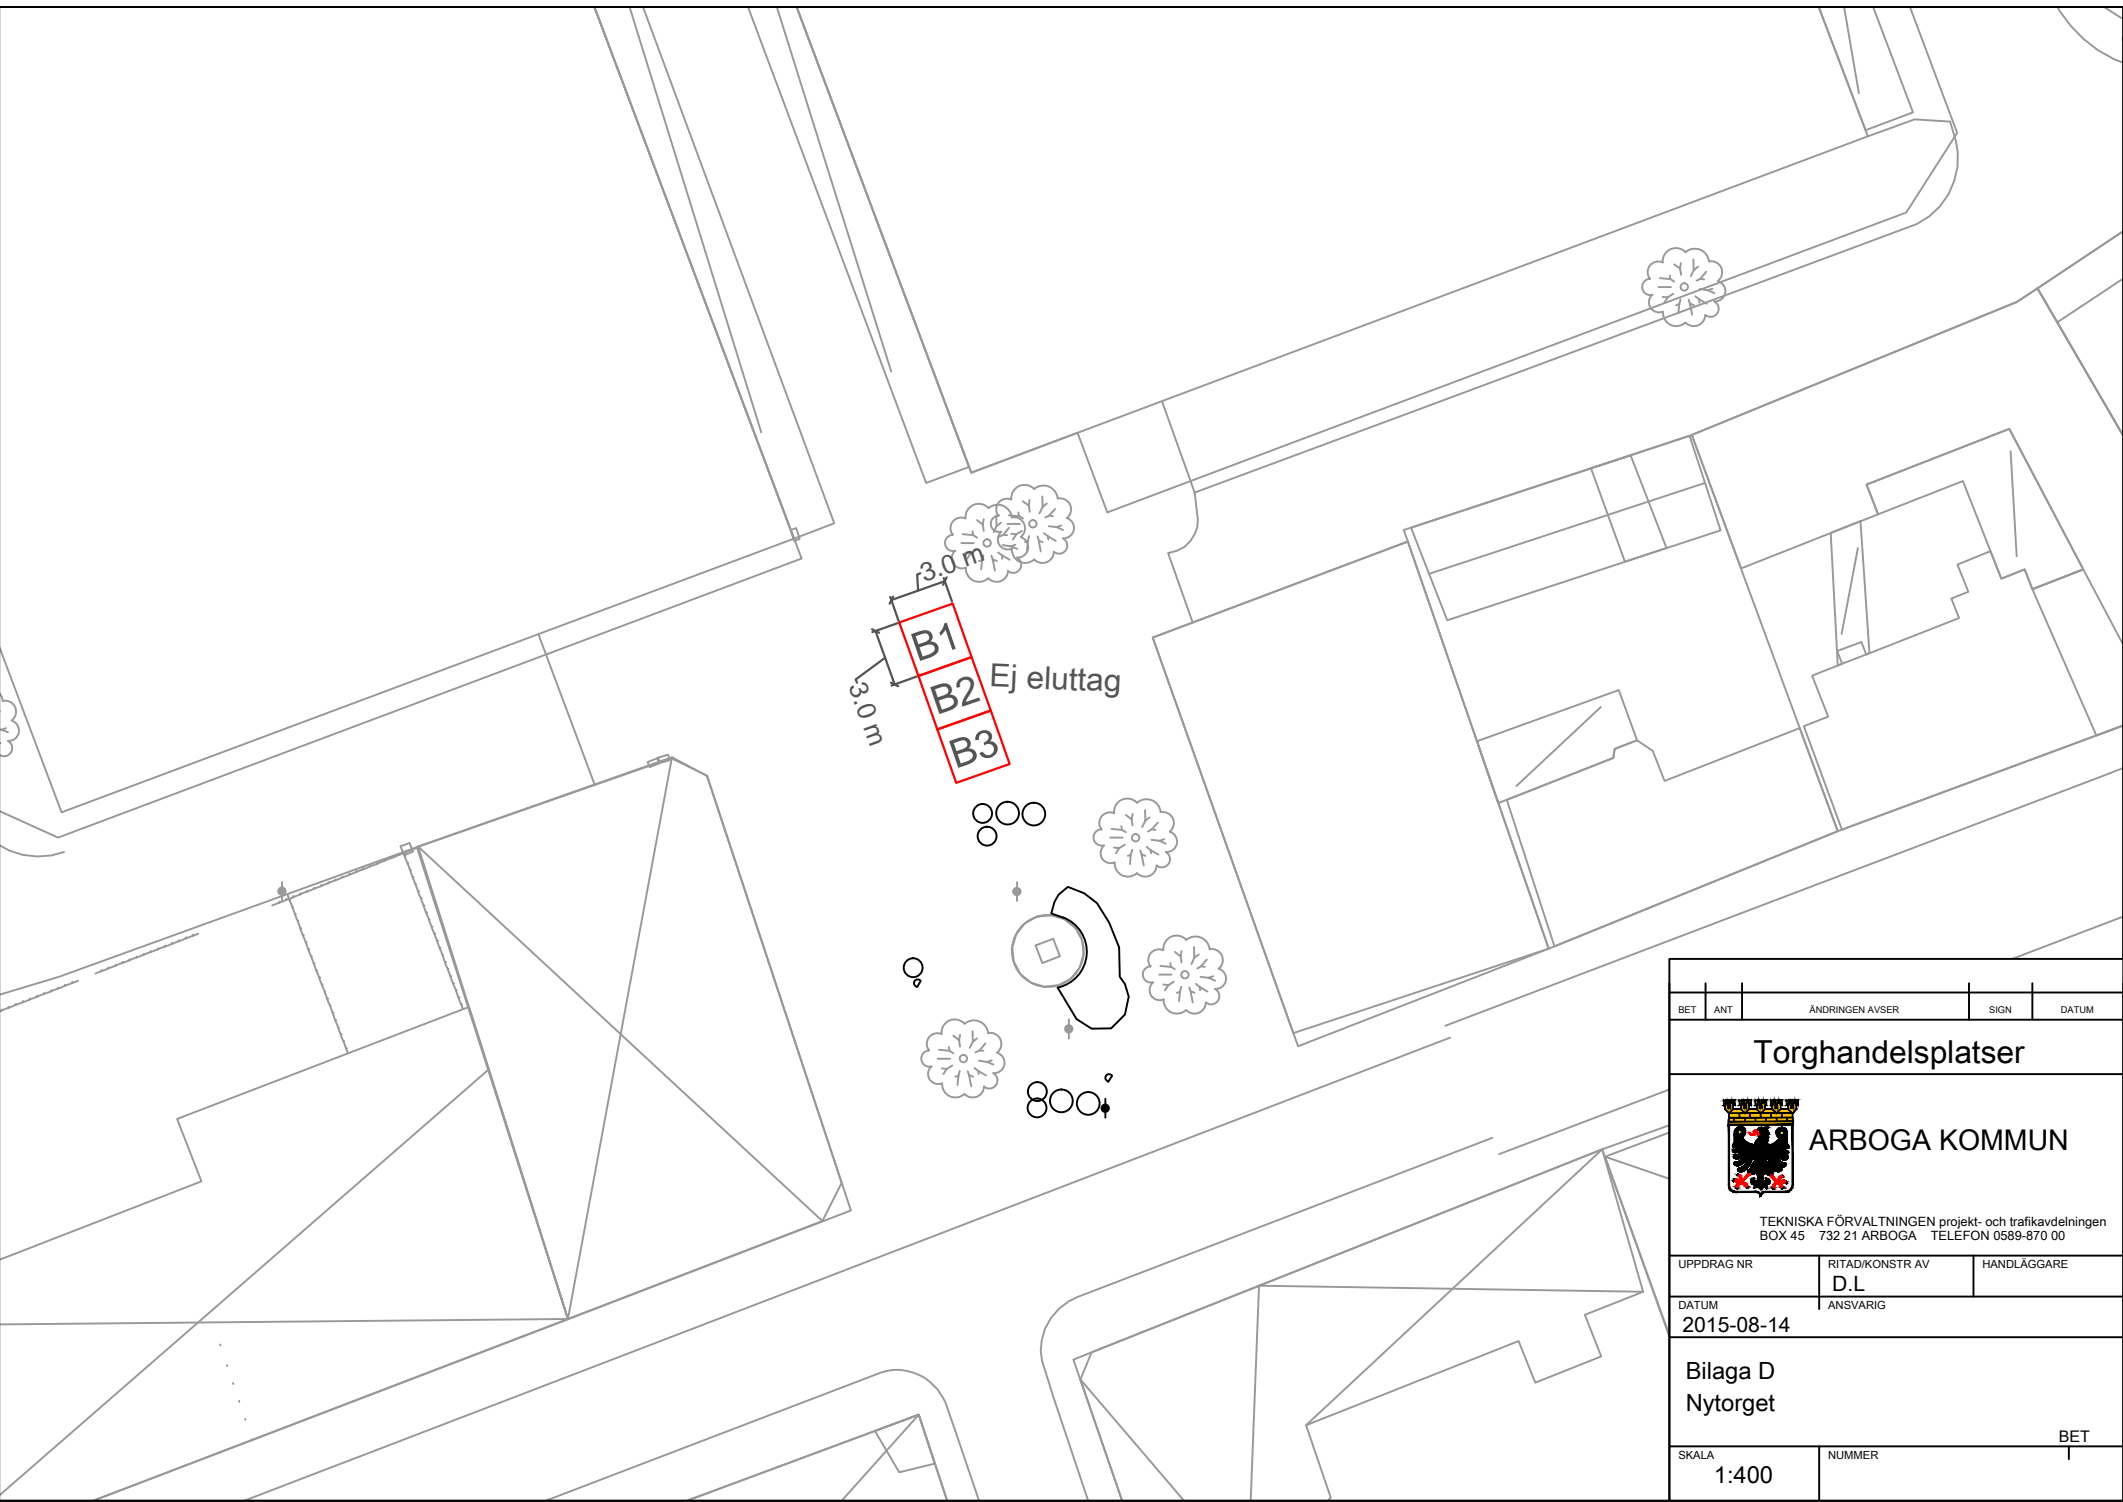 3.0 m
B1
3.0 m
B2
Ej eluttag
B3
BET ANT ÄNDRINGEN AVSER SIGN DATUM
Torghandelsplatser
ARBOGA KOMMUN
TEKNISKA FÖRVALTNINGEN projekt- och trafikavdelningen
BOX 45 732 21 ARBOGA TELEFON 0589-870 00
UPPDRAG NR RITAD/KONSTR AV HANDLÄGGARE
D.L
DATUM ANSVARIG
2015-08-14
Bilaga D
Nytorget
BET
SKALA NUMMER
1:400